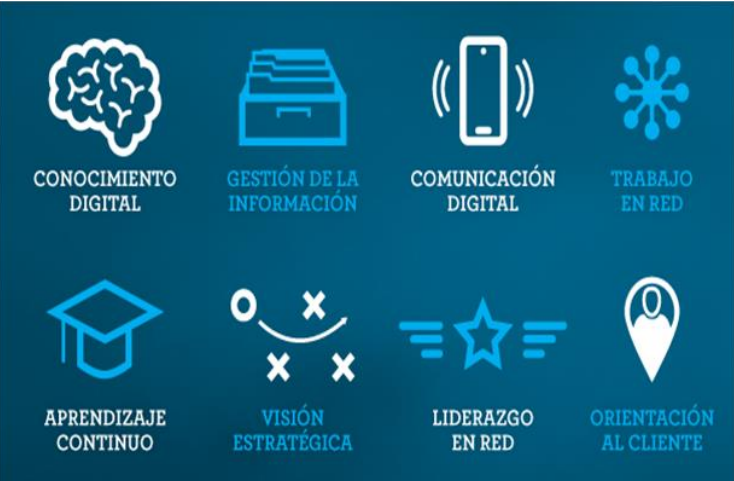 CONOCIMIENTO
DIGITAL
GESTIÓN DE LA
INFORMACIÓN
COMUNICACIÓN
DIGITAL
TRABAJO
EN RED
APRENDIZAJE
CONTINUO
VISIÓN
ESTRATÉGICA
LIDERAZGO
EN RED
ORIENTACIÓN
AL CLIENTE